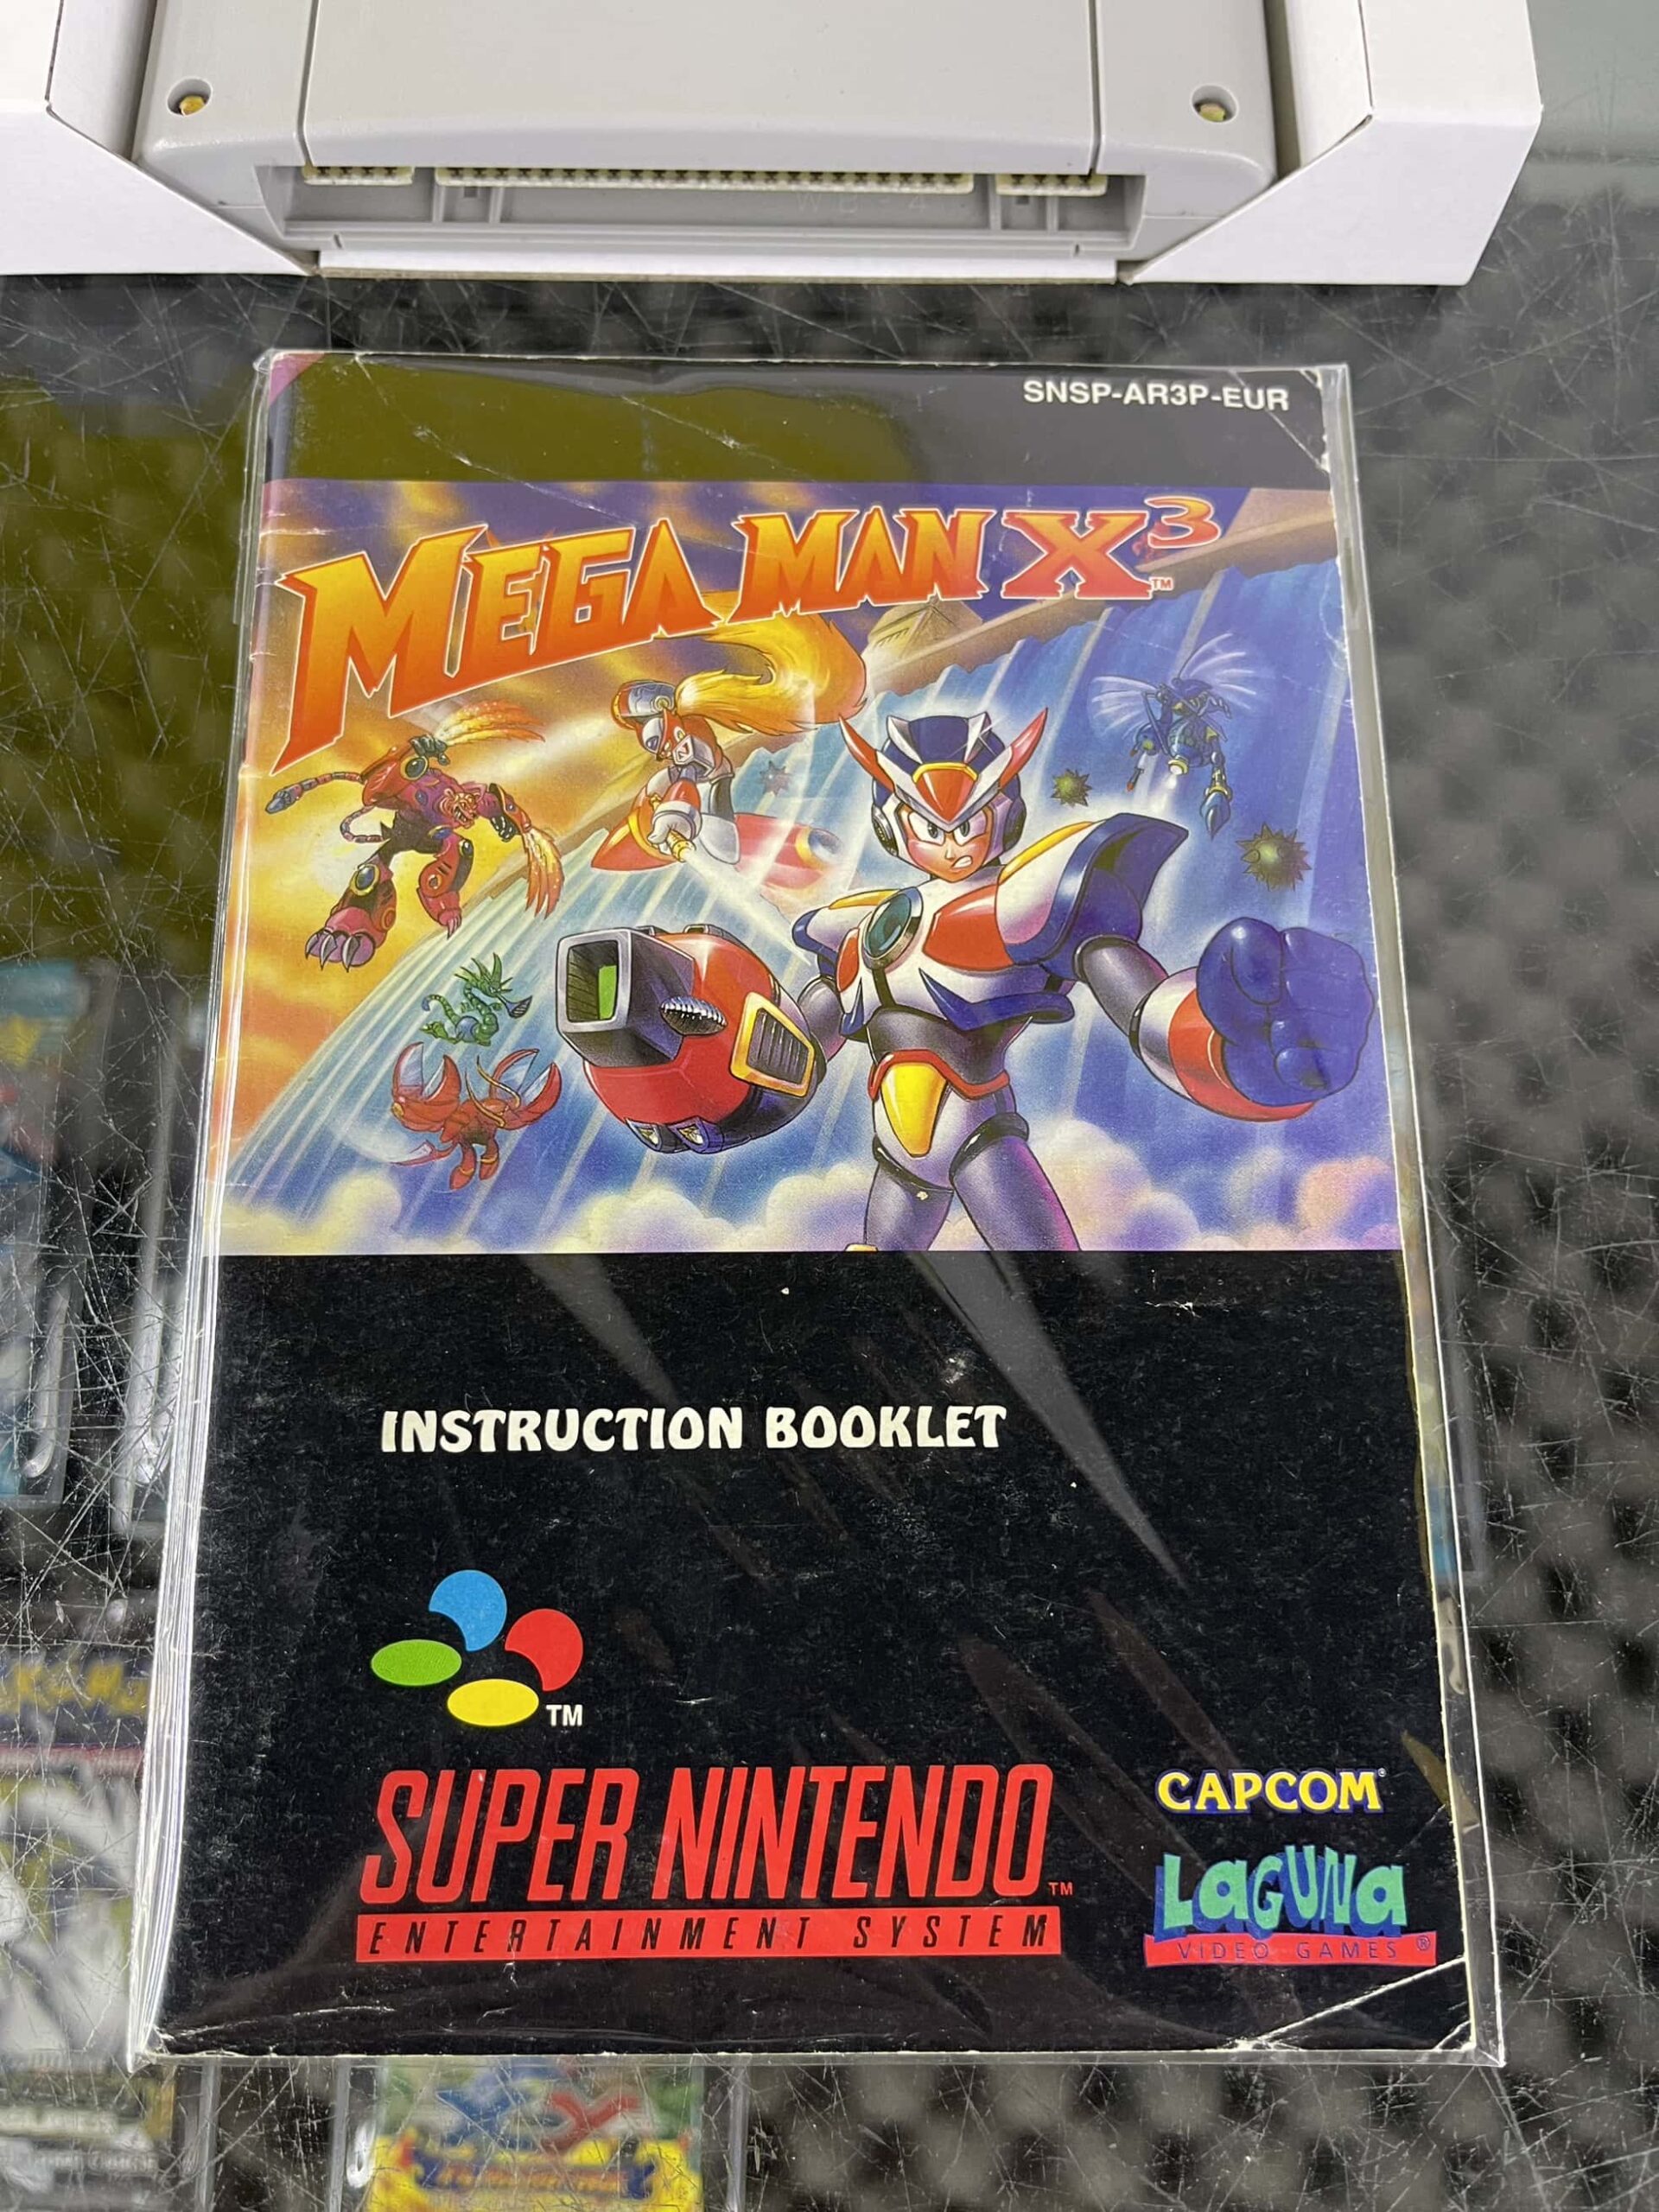 SNSP-AR3P-EUR
MEGA MAN X3
TM
INSTRUCTION BOOKLET
TM
SUPER NINTENDO TM
ENTERTAINMENT SYSTEM
CAPCOM
LAGUNA
VIDEO GAMES ®